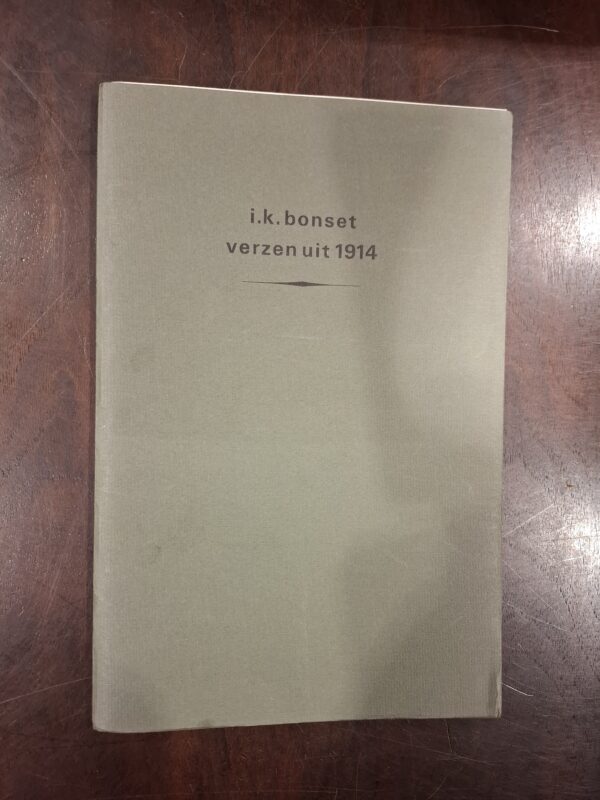 i.k. bonset
verzen uit 1914